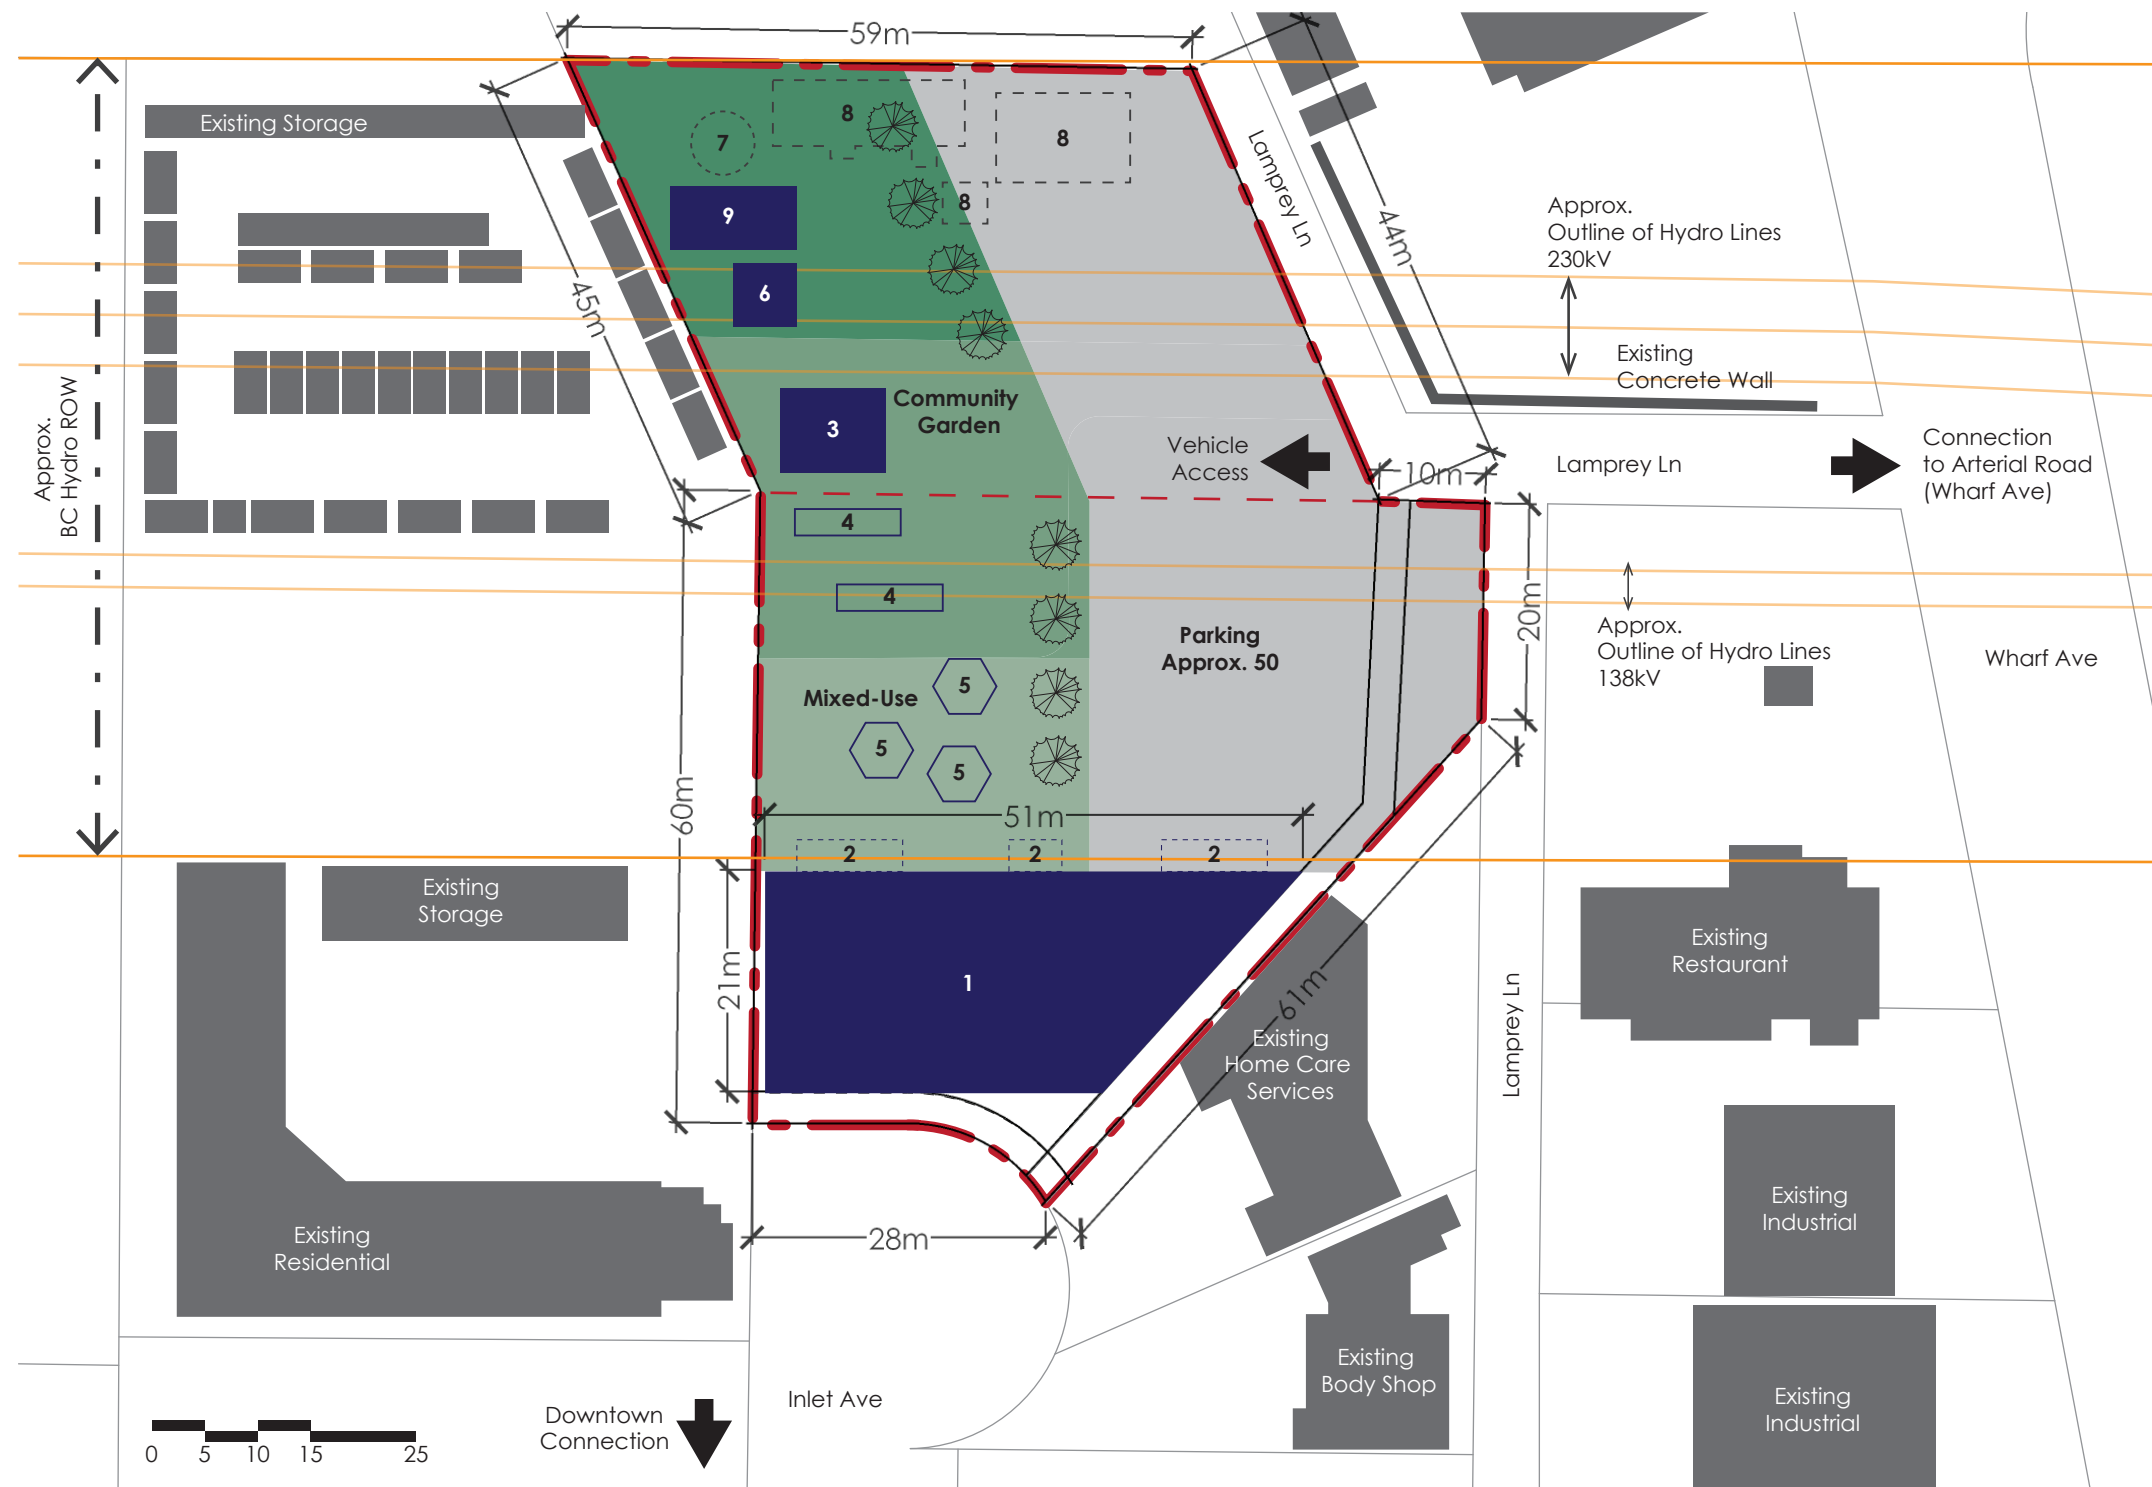 59m
Existing Storage
8
7
8
9
8
Lamprey Ln
44m
Approx.
Outline of Hydro Lines
230kV
6
45m
Existing
Concrete Wall
Approx.
BC Hydro ROW
3
Community
Garden
Vehicle
Access
10m
Lamprey Ln
Connection
to Arterial Road
(Wharf Ave)
4
4
20m
Parking
Approx. 50
Approx.
Outline of Hydro Lines
138kV
Wharf Ave
Mixed-Use
5
5
5
60m
51m
2
2
2
Existing
Storage
21m
1
61m
Existing
Restaurant
Existing
Home Care
Services
Lamprey Ln
Existing
Residential
28m
Existing
Industrial
Existing
Body Shop
Existing
Industrial
Inlet Ave
Downtown
Connection
0 5 10 15 25